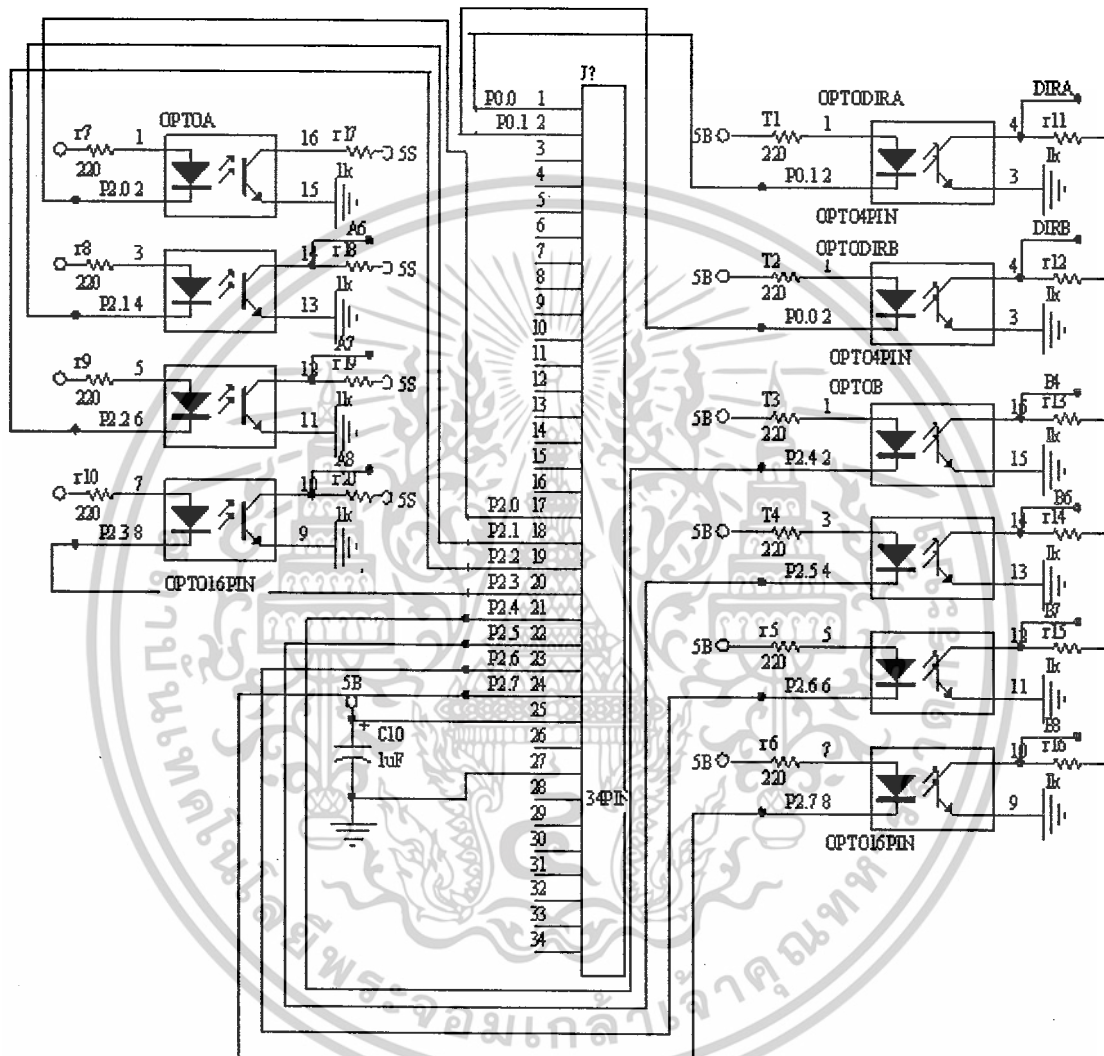 J?
P0.0 1
P0.1 2
3
4
5
6
7
8
9
10
11
12
13
14
15
16
P2.0 17
P2.1 18
P2.2 19
P2.3 20
P2.4 21
P2.5 22
P2.6 23
P2.7 24
25
26
27
28
29
30
31
32
33
34
34PIN
OPTOA
r7 1 16 r17
220 5S
P2.0 2 15 1k
A6
r8 3 14 r18
220 5S
P2.1 4 13 1k
A7
r9 5 12 r19
220 5S
P2.2 6 11 1k
A8
r10 7 10 r20
220 5S
P2.3 8 9 1k
OPTO16PIN
5B
+ C10
1uF
OPTODIRA DIRA
5B T1 1 4 r11
220 1k
P0.1 2 3
OPTO4PIN
OPTODIRB DIRB
5B T2 1 4 r12
220 1k
P0.0 2 3
OPTO4PIN
OPTOB B4
5B T3 1 16 r13
220 1k
P2.4 2 15
B6
5B T4 3 14 r14
220 1k
P2.5 4 13
B7
5B r5 5 12 r15
220 1k
P2.6 6 11
B8
5B r6 7 10 r16
220 1k
P2.7 8 9
OPTO16PIN